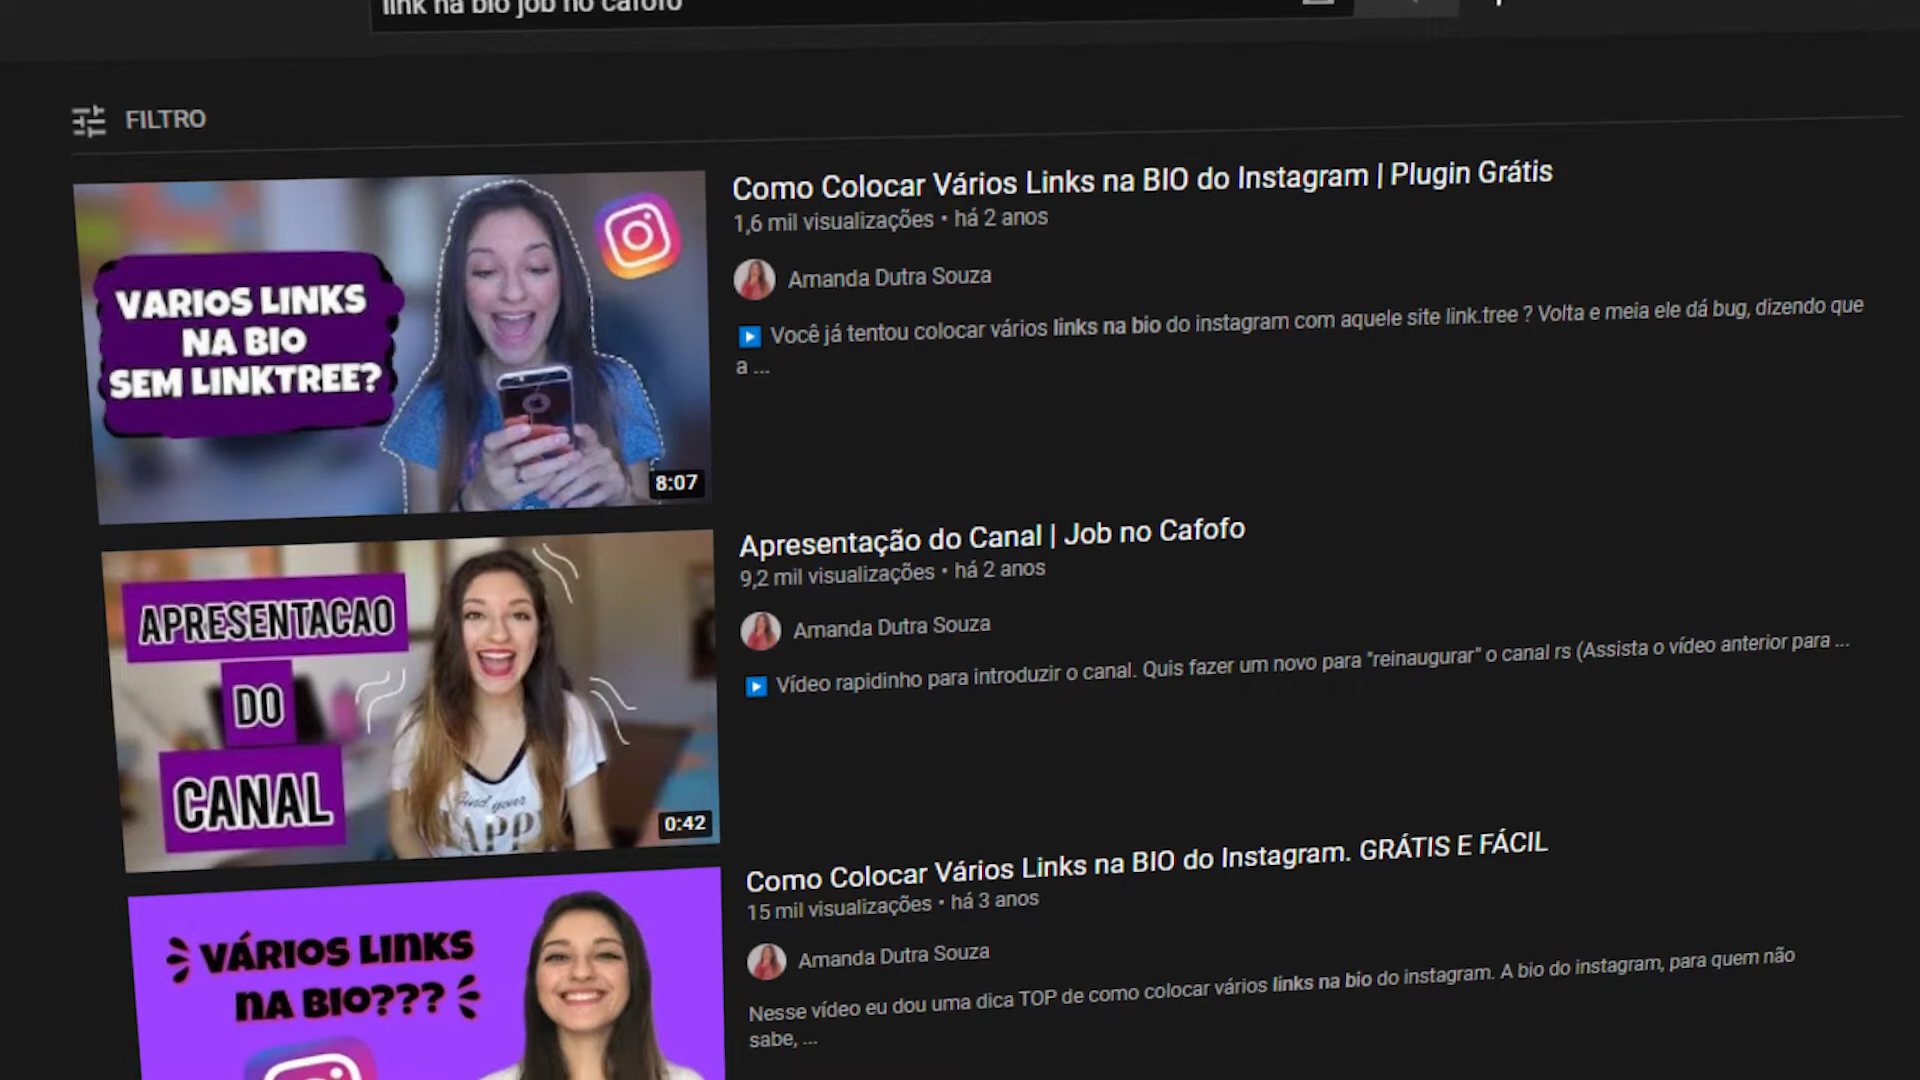 link na bio job no cafofo
FILTRO
VARIOS LINKS
NA BIO
SEM LINKTREE?
8:07
Como Colocar Vários Links na BIO do Instagram | Plugin Grátis
1,6 mil visualizações • há 2 anos
Amanda Dutra Souza
Você já tentou colocar vários links na bio do instagram com aquele site link.tree ? Volta e meia ele dá bug, dizendo que
a ...
APRESENTACAO
DO
CANAL
find your
HAPPY
0:42
Apresentação do Canal | Job no Cafofo
9,2 mil visualizações • há 2 anos
Amanda Dutra Souza
Vídeo rapidinho para introduzir o canal. Quis fazer um novo para "reinaugurar" o canal rs (Assista o vídeo anterior para ...
VÁRIOS LINKS
NA BIO???
Como Colocar Vários Links na BIO do Instagram. GRÁTIS E FÁCIL
15 mil visualizações • há 3 anos
Amanda Dutra Souza
Nesse vídeo eu dou uma dica TOP de como colocar vários links na bio do instagram. A bio do instagram, para quem não
sabe, ...